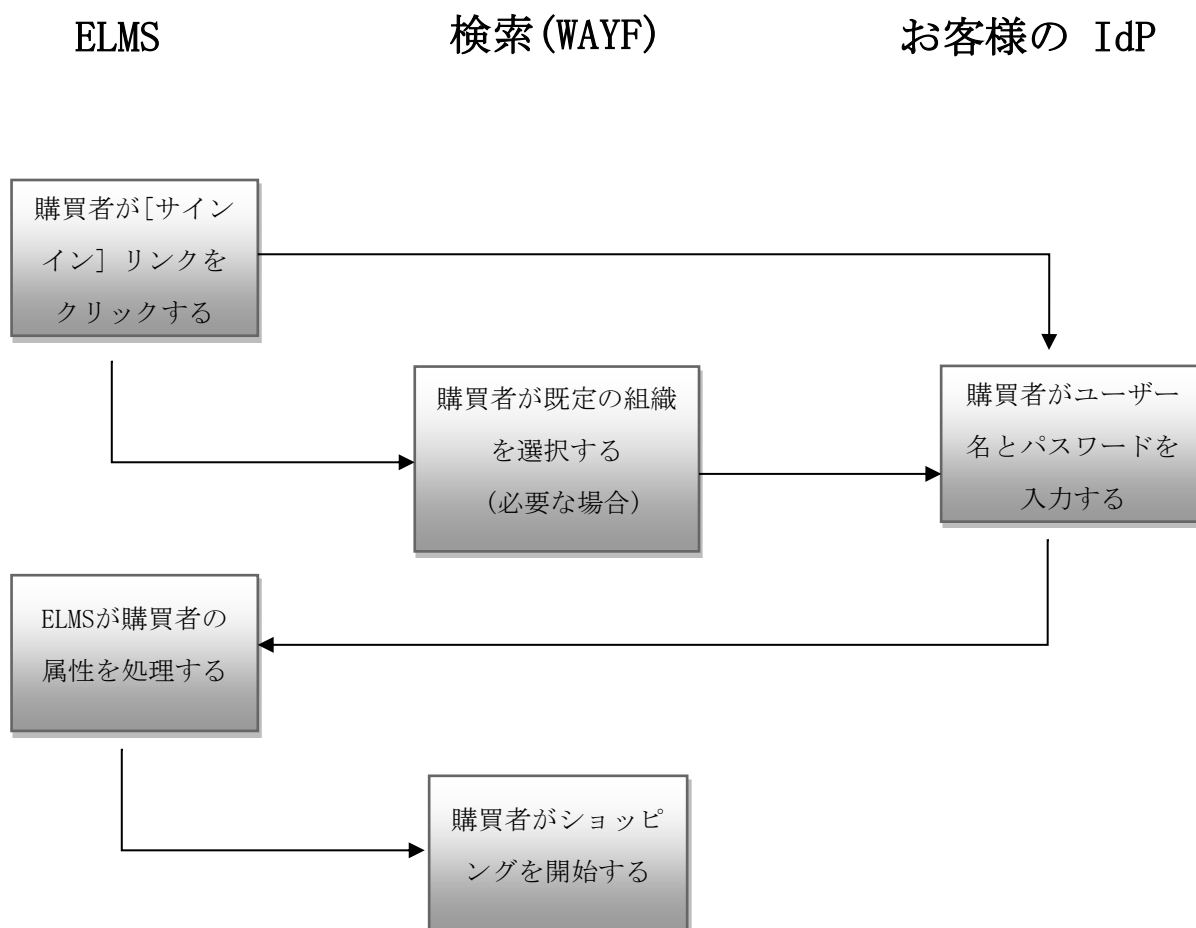 ELMS
検索(WAYF)
お客様の IdP
購買者が[サイン
イン] リンクを
クリックする
購買者が既定の組織
を選択する
(必要な場合)
購買者がユーザー
名とパスワードを
入力する
ELMSが購買者の
属性を処理する
購買者がショッピ
ングを開始する